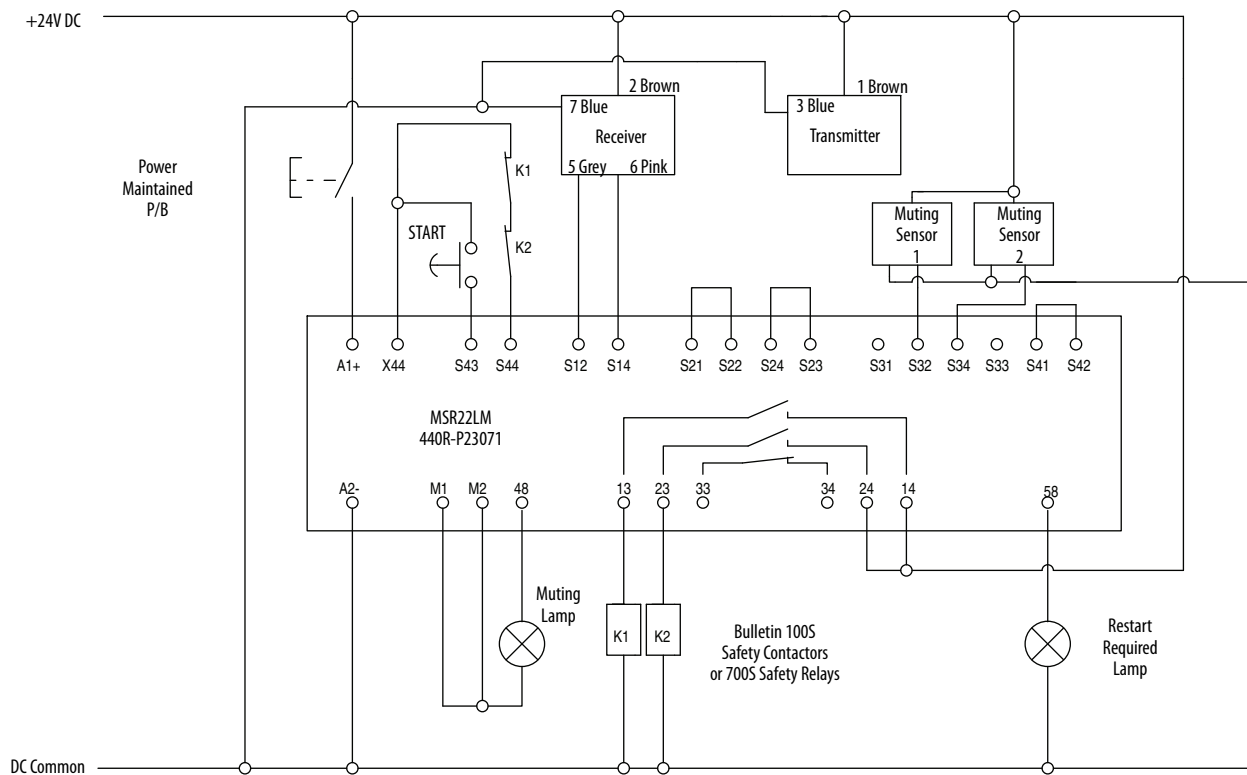 +24V DC
2 Brown
1 Brown
7 Blue
3 Blue
Receiver
Transmitter
5 Grey
6 Pink
Power
Maintained
P/B
K1
K2
START
Muting
Sensor
1
Muting
Sensor
2
A1+
X44
S43
S44
S12
S14
S21
S22
S24
S23
S31
S32
S34
S33
S41
S42
MSR22LM
440R-P23071
A2-
M1
M2
48
13
23
33
34
24
14
58
Muting
Lamp
K1
K2
Bulletin 100S
Safety Contactors
or 700S Safety Relays
Restart
Required
Lamp
DC Common